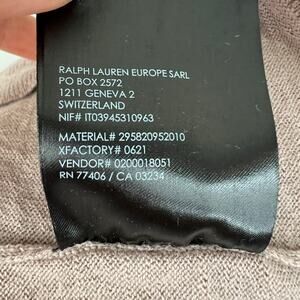 RALPH LAUREN EUROPE SARL
PO BOX 2572
1211 GENEVA 2
SWITZERLAND
NIF# IT03945310963
MATERIAL# 295820952010
XFACTORY# 0621
VENDOR# 0200018051
RN 77406 / CA 03234